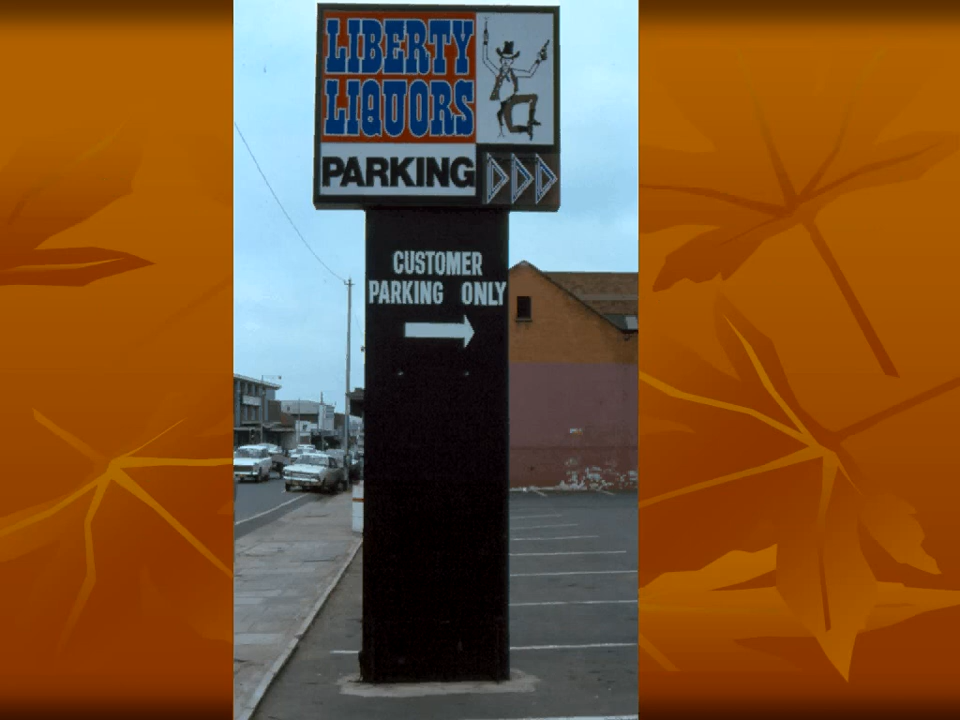 LIBERTY
LIQUORS
PARKING
CUSTOMER
PARKING ONLY